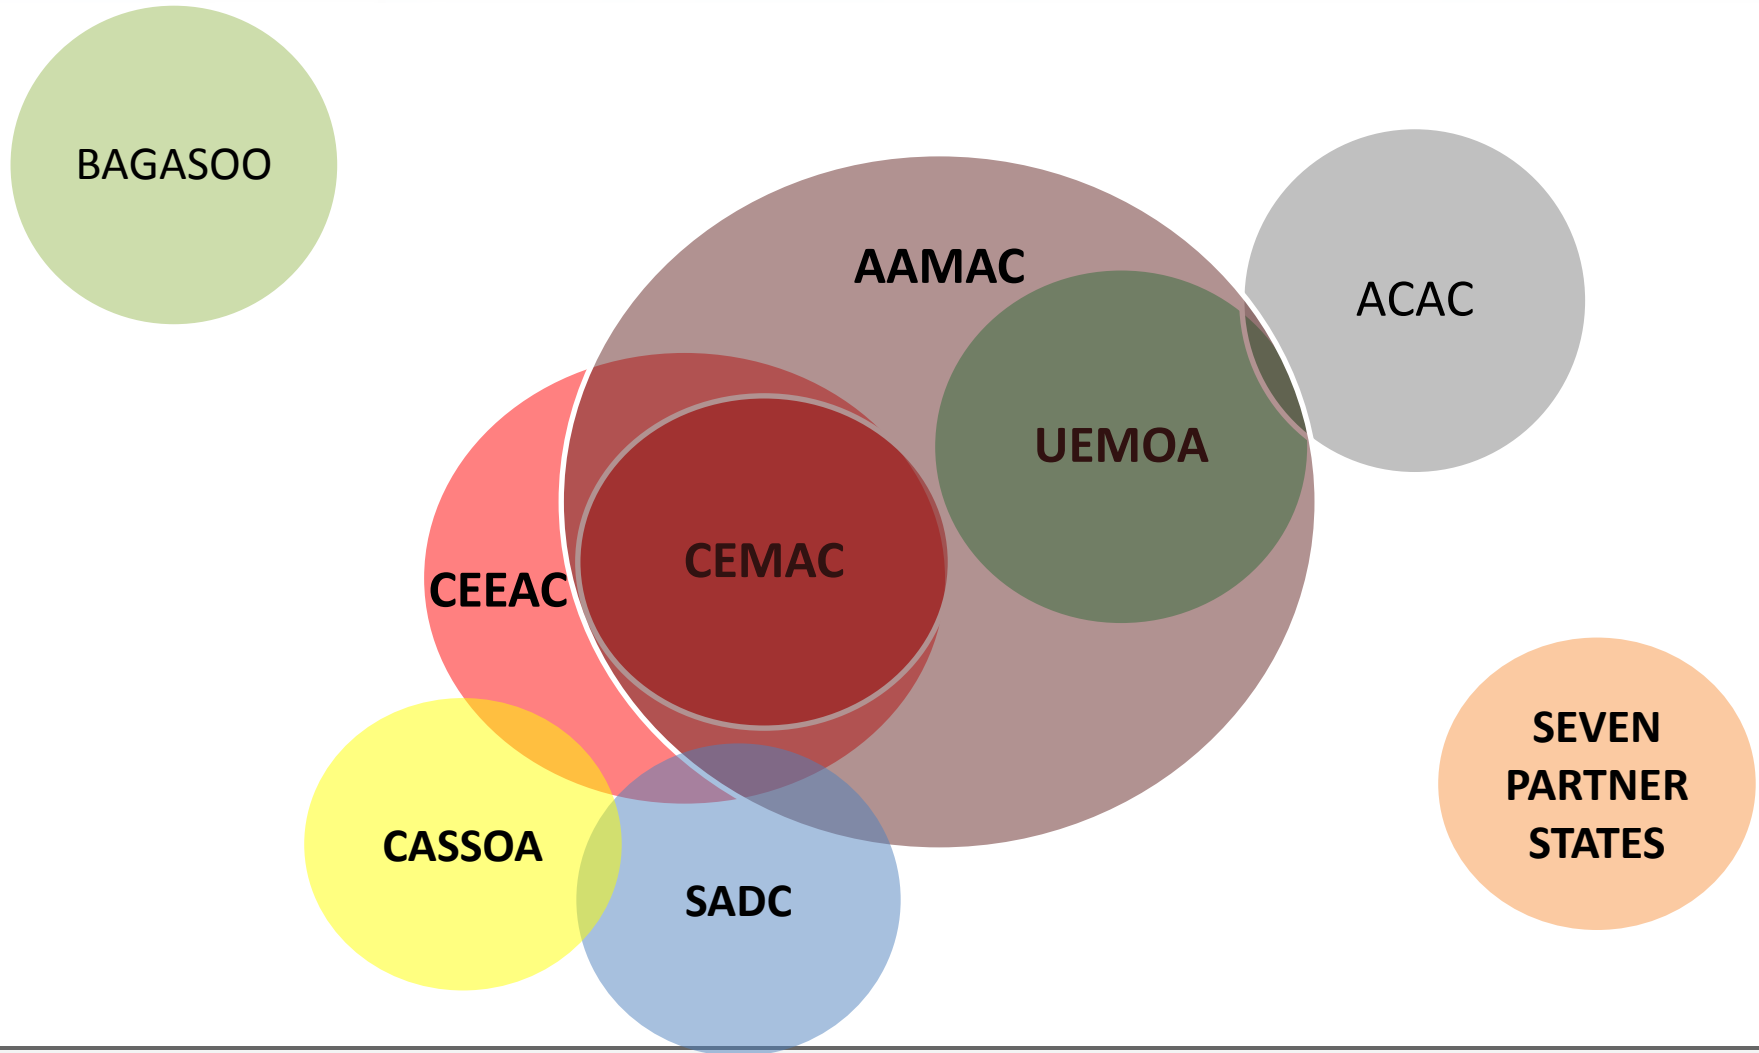 BAGASOO
AAMAC
ACAC
UEMOA
CEMAC
CEEAC
SEVEN
PARTNER
STATES
CASSOA
SADC